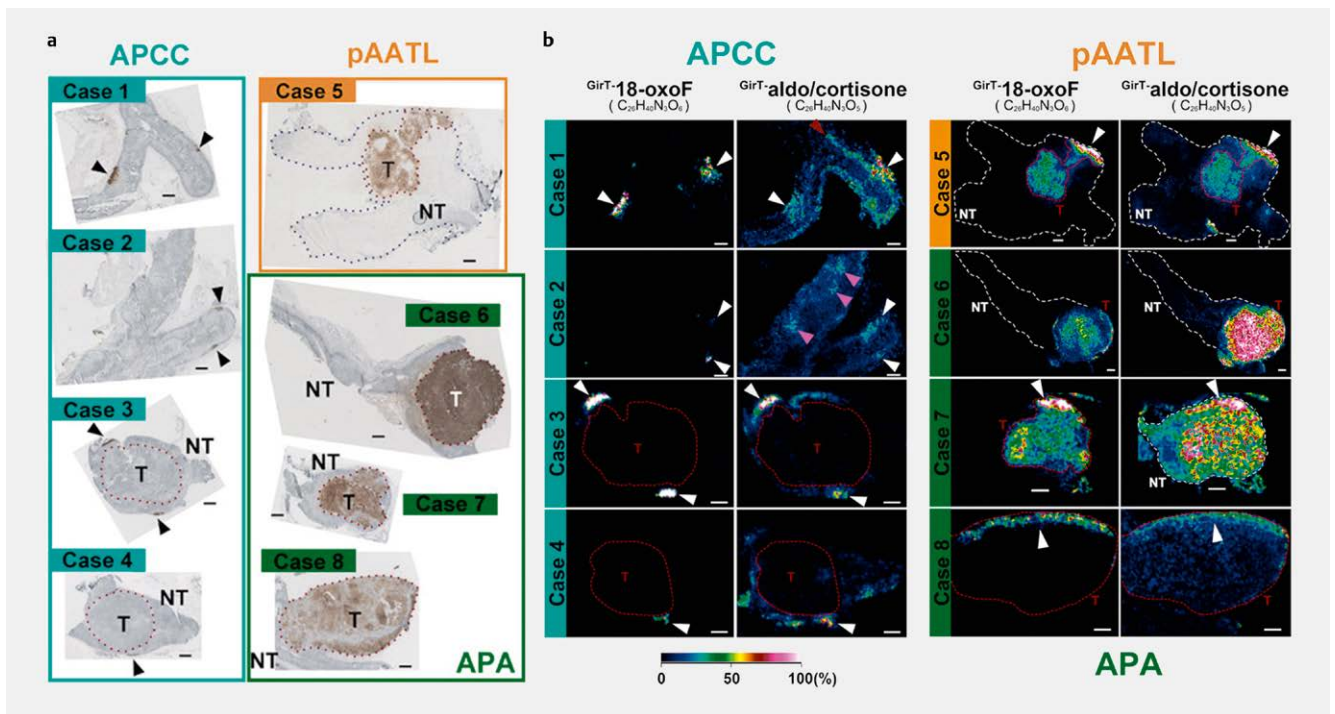 a
APCC
pAATL
Case 1
Case 5
T
NT
Case 2
Case 6
NT
T
Case 3
NT
T
NT
T
Case 7
Case 4
NT
T
Case 8
T
NT
APA
b
APCC
pAATL
GirT-18-oxoF
(C26H40N3O6)
GirT-aldo/cortisone
(C26H40N3O5)
GirT-18-oxoF
(C26H40N3O6)
GirT-aldo/cortisone
(C26H40N3O5)
Case 1
Case 5
NT
T
NT
T
Case 2
Case 6
NT
T
NT
T
Case 3
T
T
Case 7
T
NT
Case 4
T
T
Case 8
T
T
0 50 100(%)
APA